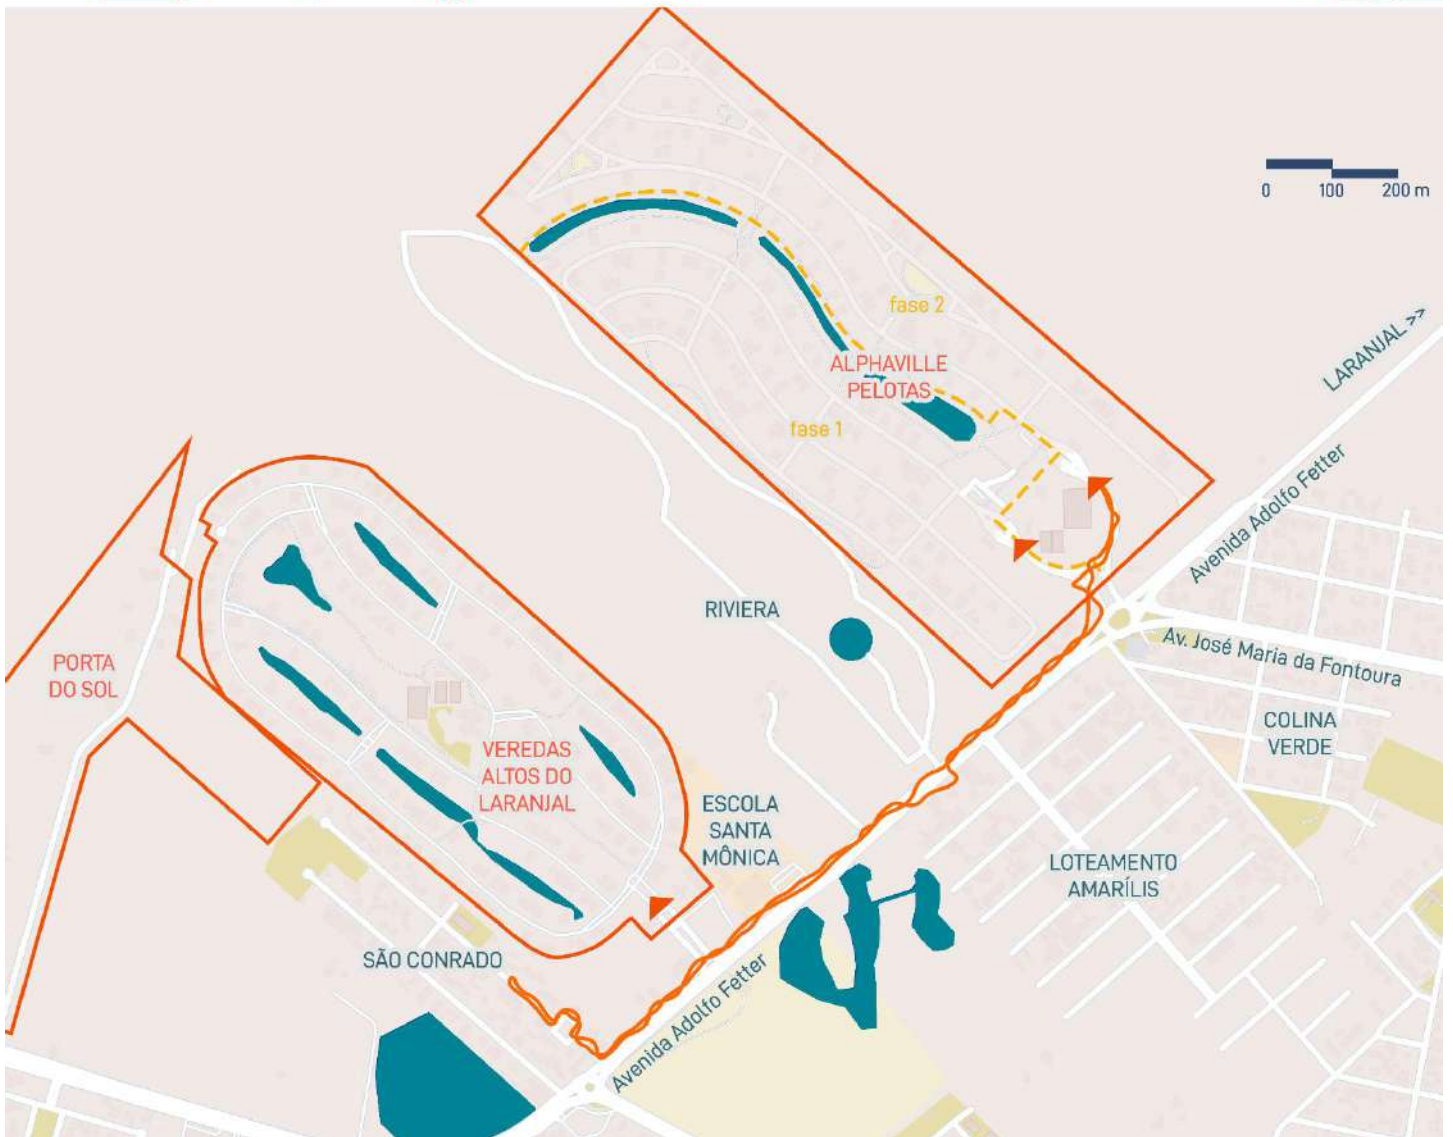 0 100 200 m
fase 2
LARANJAL >>
ALPHAVILLE
PELOTAS
fase 1
Avenida Adolfo Fetter
RIVIERA
Av. José Maria da Fontoura
PORTA
DO SOL
COLINA
VERDE
VEREDAS
ALTOS DO
LARANJAL
ESCOLA
SANTA
MÔNICA
LOTEAMENTO
AMARÍLIS
SÃO CONRADO
Avenida Adolfo Fetter